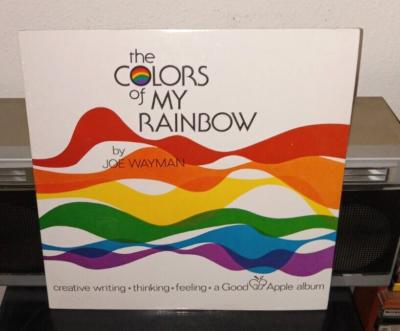 the
COLORS
of MY
RAINBOW
by
JOE WAYMAN
creative writing • thinking • feeling • a Good Apple album